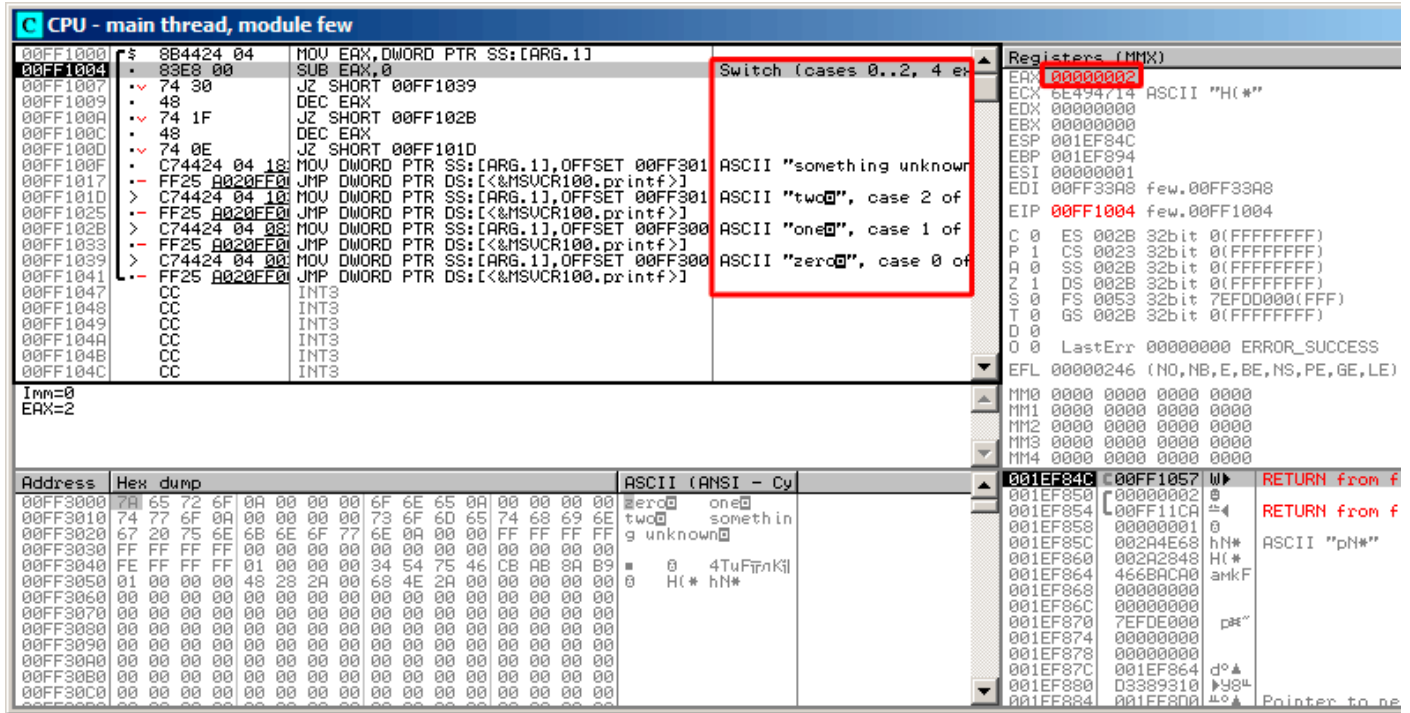 CPU - main thread, module few
00FF1000 $ 8B4424 04 MOV EAX,DWORD PTR SS:[ARG.1]
00FF1004 83E8 00 SUB EAX,0 Switch (cases 0..2, 4 ex
00FF1007 74 30 JZ SHORT 00FF1039
00FF1009 48 DEC EAX
00FF100A 74 1F JZ SHORT 00FF102B
00FF100C 48 DEC EAX
00FF100D 74 0E JZ SHORT 00FF101D
00FF100F C74424 04 18 MOV DWORD PTR SS:[ARG.1],OFFSET 00FF301 ASCII "something unknown
00FF1017 FF25 A020FF0 JMP DWORD PTR DS:[<&MSVCR100.printf>]
00FF101D > C74424 04 10 MOV DWORD PTR SS:[ARG.1],OFFSET 00FF301 ASCII "two◙", case 2 of
00FF1025 FF25 A020FF0 JMP DWORD PTR DS:[<&MSVCR100.printf>]
00FF102B > C74424 04 08 MOV DWORD PTR SS:[ARG.1],OFFSET 00FF300 ASCII "one◙", case 1 of
00FF1033 FF25 A020FF0 JMP DWORD PTR DS:[<&MSVCR100.printf>]
00FF1039 > C74424 04 00 MOV DWORD PTR SS:[ARG.1],OFFSET 00FF300 ASCII "zero◙", case 0 of
00FF1041 FF25 A020FF0 JMP DWORD PTR DS:[<&MSVCR100.printf>]
00FF1047 CC INT3
00FF1048 CC INT3
00FF1049 CC INT3
00FF104A CC INT3
00FF104B CC INT3
00FF104C CC INT3
Imm=0
EAX=2
Registers (MMX)
EAX 00000002
ECX 6E494714 ASCII "H(*"
EDX 00000000
EBX 00000000
ESP 001EF84C
EBP 001EF894
ESI 00000001
EDI 00FF33A8 few.00FF33A8
EIP 00FF1004 few.00FF1004
C 0 ES 002B 32bit 0(FFFFFFFF)
P 1 CS 0023 32bit 0(FFFFFFFF)
A 0 SS 002B 32bit 0(FFFFFFFF)
Z 1 DS 002B 32bit 0(FFFFFFFF)
S 0 FS 0053 32bit 7EFDD000(FFF)
T 0 GS 002B 32bit 0(FFFFFFFF)
D 0
O 0 LastErr 00000000 ERROR_SUCCESS
EFL 00000246 (NO,NB,E,BE,NS,PE,GE,LE)
MM0 0000 0000 0000 0000
MM1 0000 0000 0000 0000
MM2 0000 0000 0000 0000
MM3 0000 0000 0000 0000
MM4 0000 0000 0000 0000
Address Hex dump ASCII (ANSI - Cy
00FF3000 7A 65 72 6F 0A 00 00 00 6F 6E 65 0A 00 00 00 00 zero◙ one◙
00FF3010 74 77 6F 0A 00 00 00 00 73 6F 6D 65 74 68 69 6E two◙ somethin
00FF3020 67 20 75 6E 6B 6E 6F 77 6E 0A 00 00 FF FF FF FF g unknown◙
00FF3030 FF FF FF FF 00 00 00 00 00 00 00 00 00 00 00 00
00FF3040 FE FF FF FF 01 00 00 00 34 54 75 46 CB AB 8A B9 4TuF
00FF3050 01 00 00 00 48 28 2A 00 68 4E 2A 00 00 00 00 00 H(* hN*
00FF3060 00 00 00 00 00 00 00 00 00 00 00 00 00 00 00 00
00FF3070 00 00 00 00 00 00 00 00 00 00 00 00 00 00 00 00
00FF3080 00 00 00 00 00 00 00 00 00 00 00 00 00 00 00 00
00FF3090 00 00 00 00 00 00 00 00 00 00 00 00 00 00 00 00
00FF30A0 00 00 00 00 00 00 00 00 00 00 00 00 00 00 00 00
00FF30B0 00 00 00 00 00 00 00 00 00 00 00 00 00 00 00 00
00FF30C0 00 00 00 00 00 00 00 00 00 00 00 00 00 00 00 00
001EF84C 00FF1057 W► RETURN from f
001EF850 00000002
001EF854 00FF11CA RETURN from f
001EF858 00000001
001EF85C 002A4E68 hN* ASCII "pN*"
001EF860 002A2848 H(*
001EF864 466BACA0 амkF
001EF868 00000000
001EF86C 00000000
001EF870 7EFDE000
001EF874 00000000
001EF878 00000000
001EF87C 001EF864
001EF880 D3389310
001EF884 001EF8D0 Pointer to ne